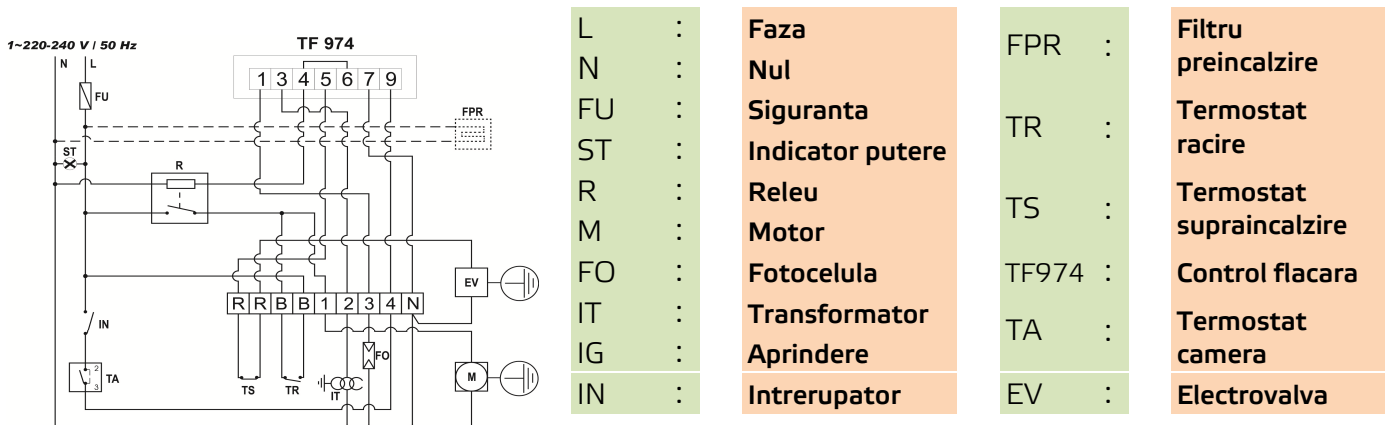 1~220-240 V / 50 Hz
TF 974
N L
1 3 4 5 6 7 9
FU
FPR
ST
R
EV
R R B B 1 2 3 4 N
IN
FO
TA
2
3
TS
TR
IT
M
L : Faza
N : Nul
FU : Siguranta
ST : Indicator putere
R : Releu
M : Motor
FO : Fotocelula
IT : Transformator
IG : Aprindere
IN : Intrerupator
FPR : Filtru
preincalzire
TR : Termostat
racire
TS : Termostat
supraincalzire
TF974 : Control flacara
TA : Termostat
camera
EV : Electrovalva